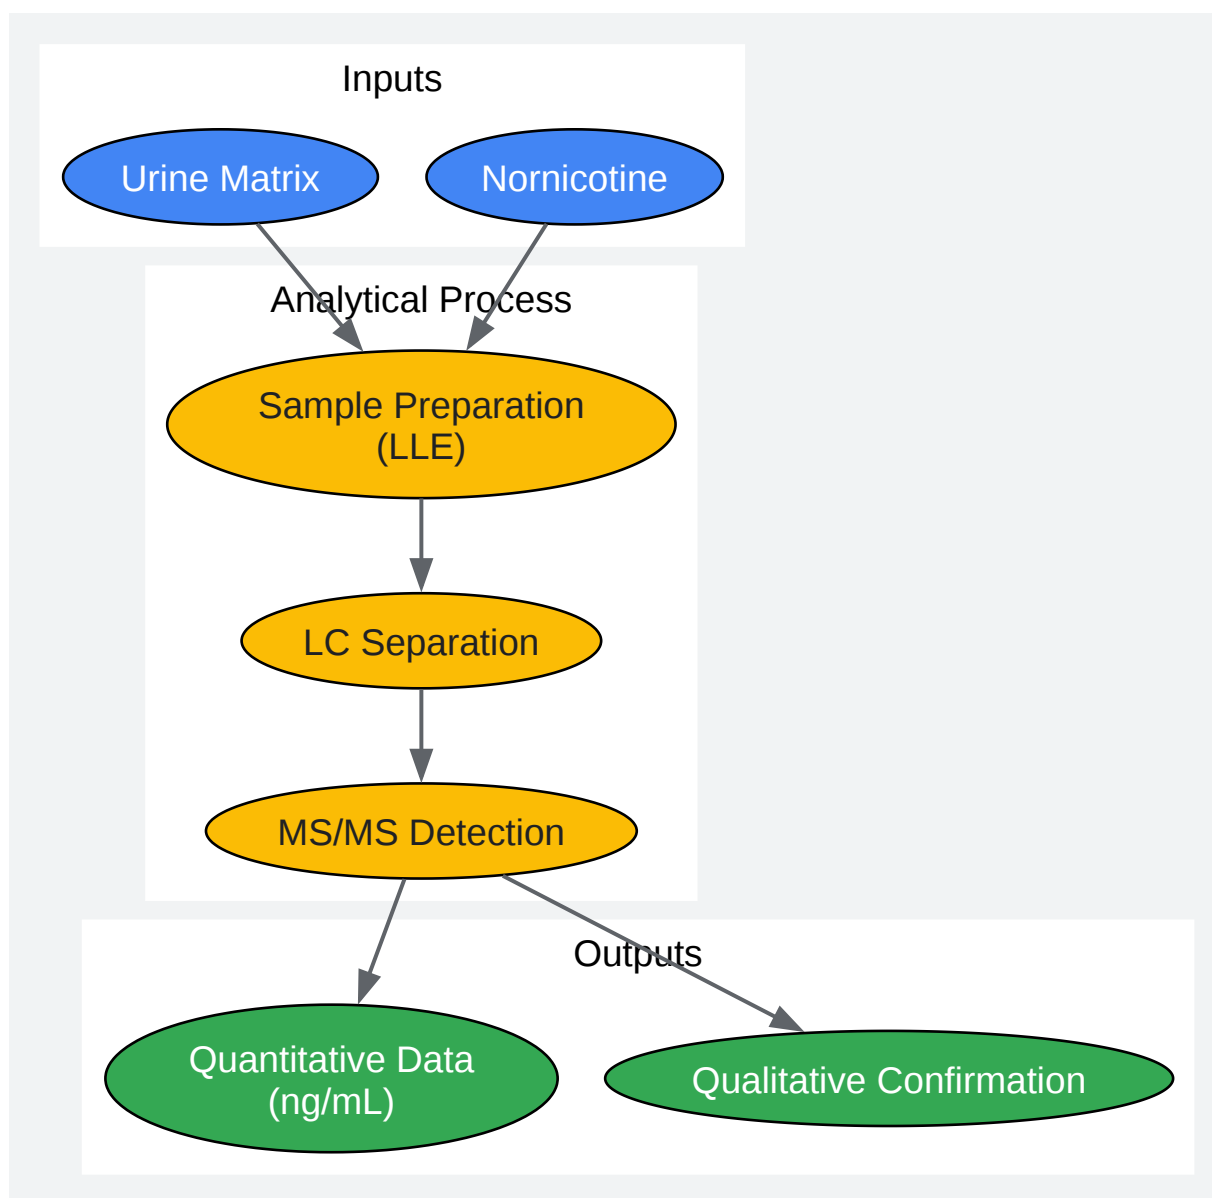 Inputs
Urine Matrix
Nornicotine
Analytical Process
Sample Preparation
(LLE)
LC Separation
MS/MS Detection
Outputs
Quantitative Data
(ng/mL)
Qualitative Confirmation